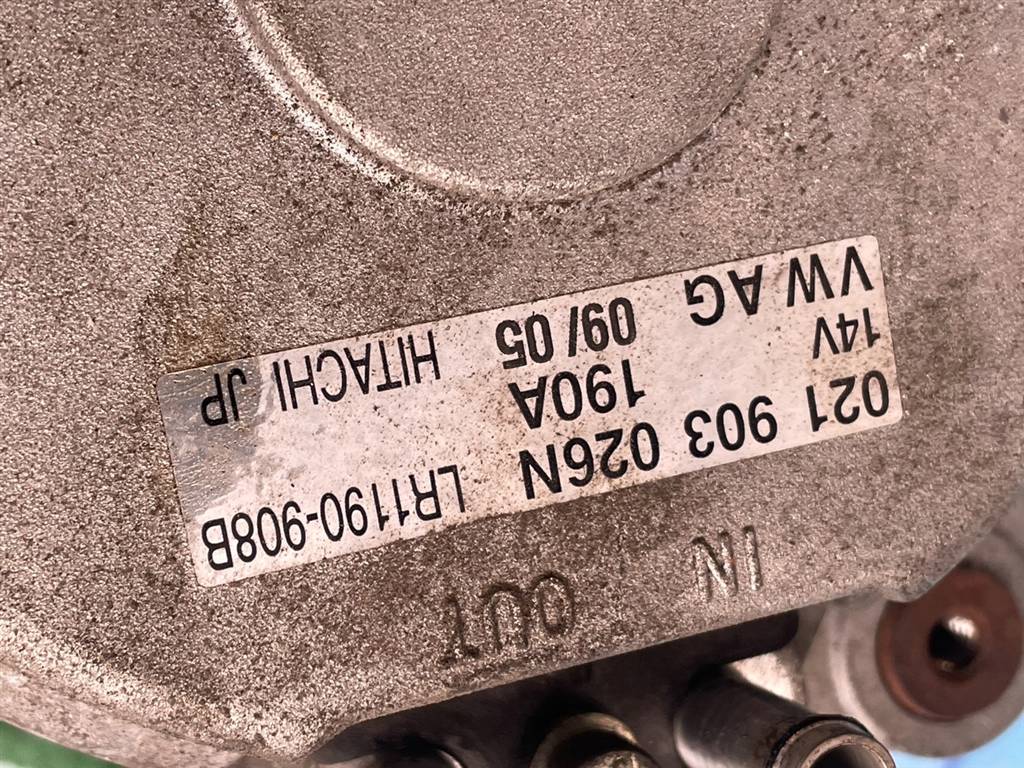 IN OUT
021 903 026N LR1190-908B
14V 190A
VW AG 09/05 HITACHI JP